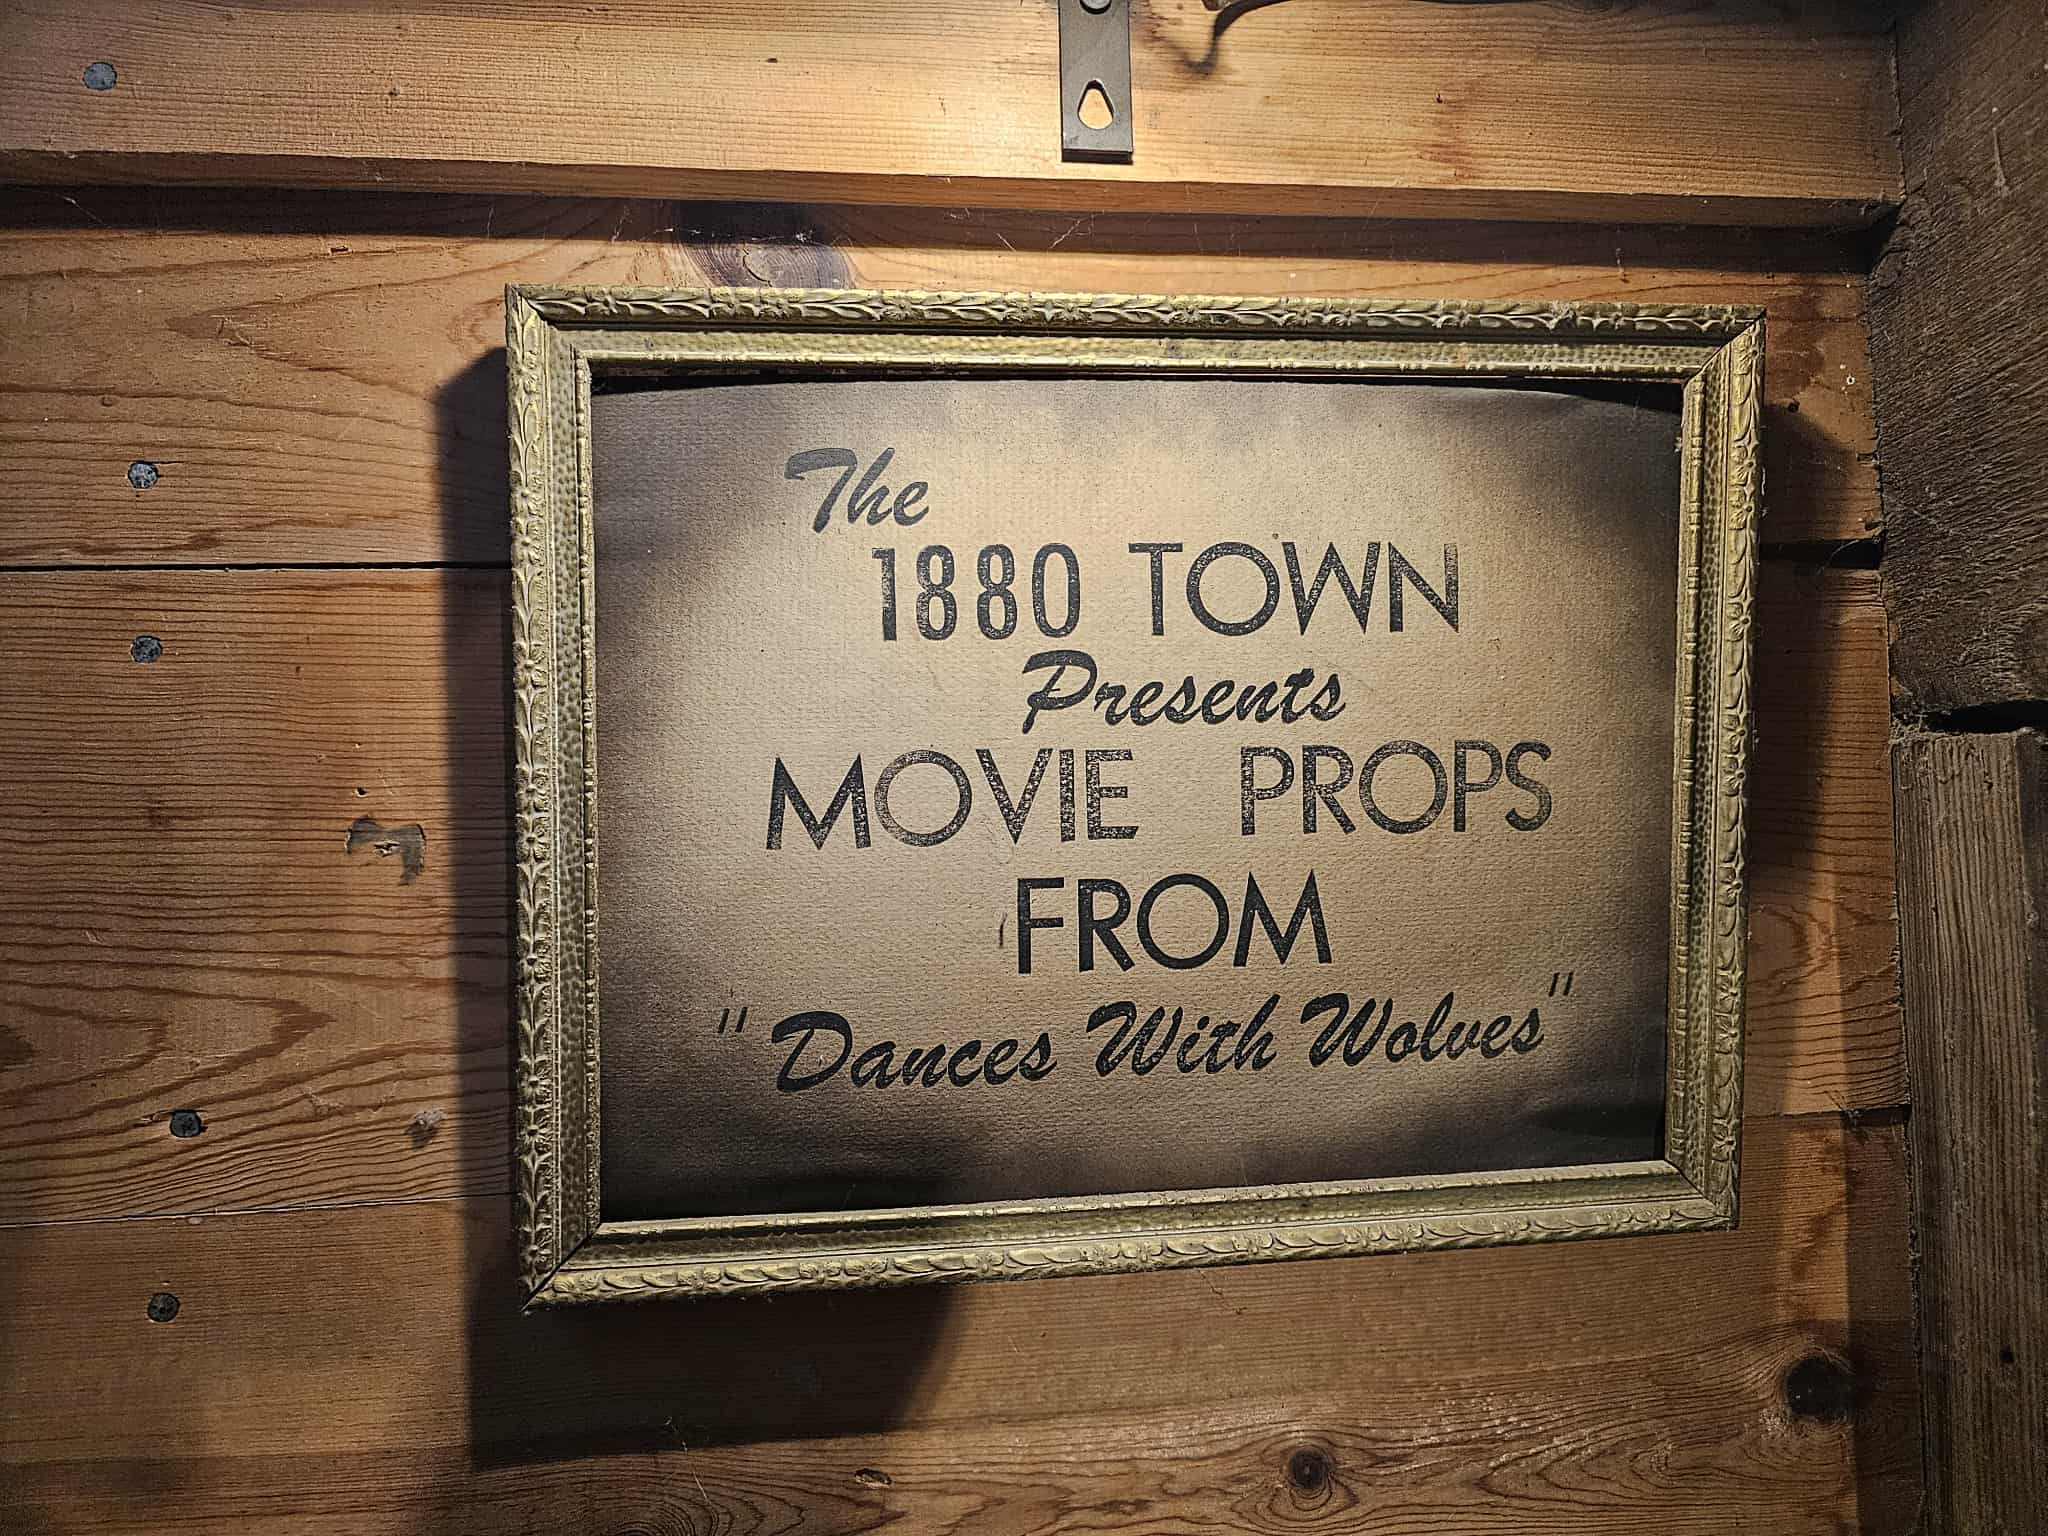 The
1880 TOWN
Presents
MOVIE PROPS
FROM
"Dances With Wolves"